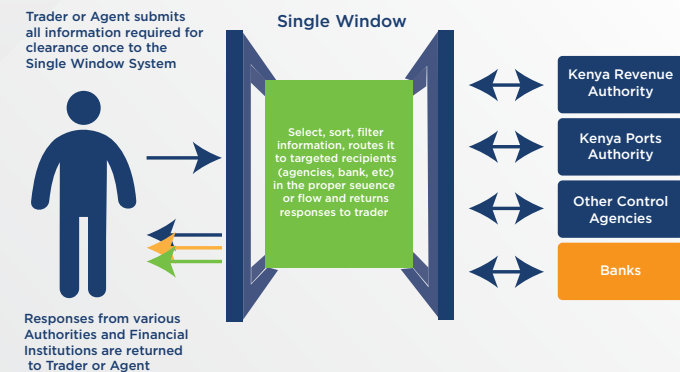 Trader or Agent submits
all information required for
clearance once to the
Single Window System
Single Window
Select, sort, filter
information, routes it
to targeted recipients
(agencies, bank, etc)
in the proper seuence
or flow and returns
responses to trader
Kenya Revenue
Authority
Kenya Ports
Authority
Other Control
Agencies
Banks
Responses from various
Authorities and Financial
Institutions are returned
to Trader or Agent